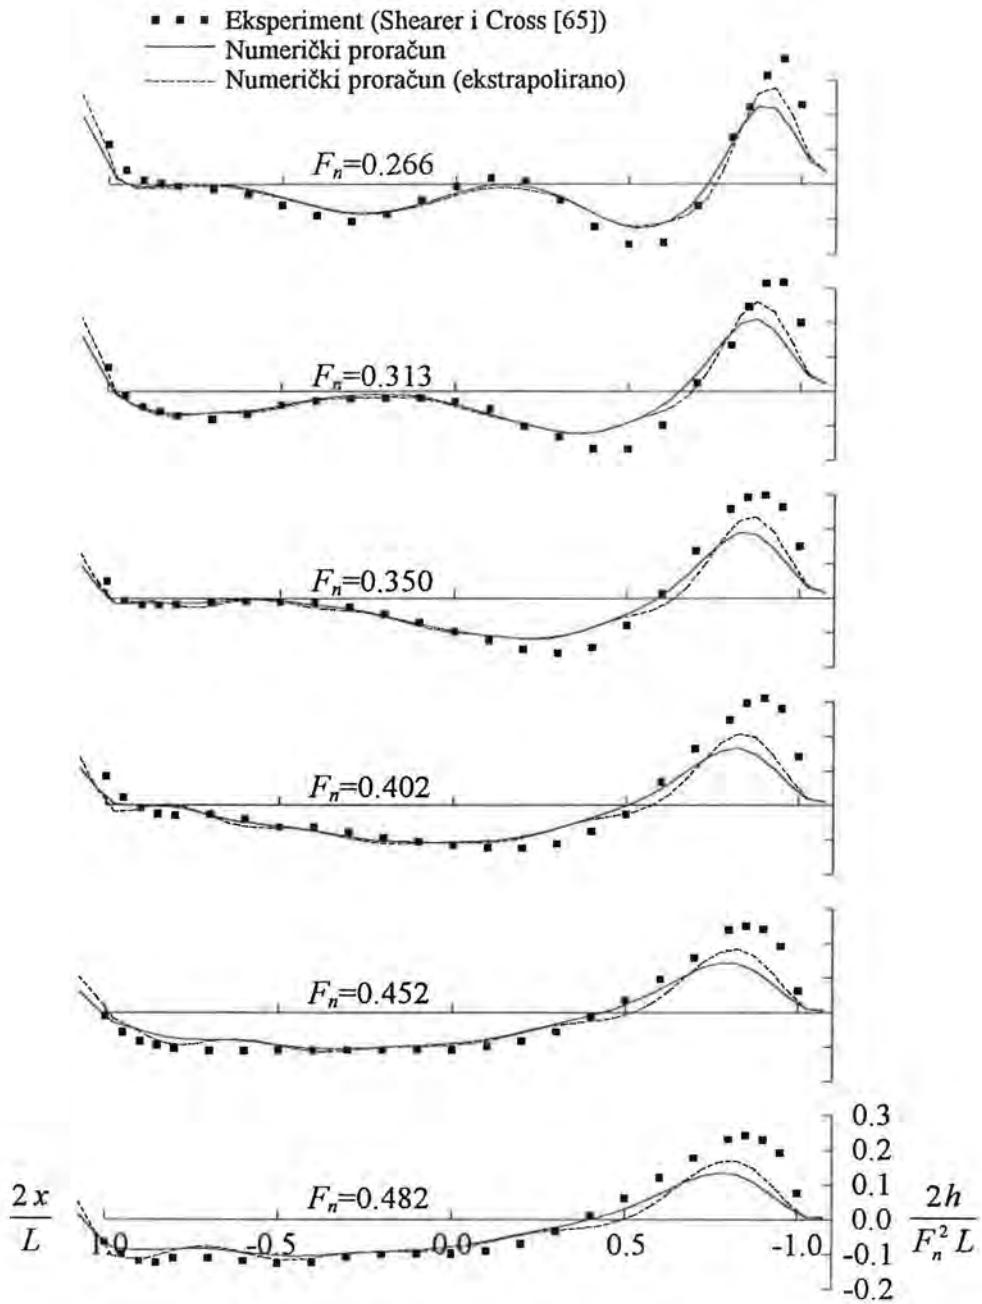 Eksperiment (Shearer i Cross [65])
Numerički proračun
Numerički proračun (ekstrapolirano)
Fₙ=0.266
Fₙ=0.313
Fₙ=0.350
Fₙ=0.402
Fₙ=0.452
0.3
0.2
0.1
0.0
-0.1
-0.2
Fₙ=0.482
2x
L
1.0 -0.5 0.0 0.5 -1.0
2h
Fₙ²L